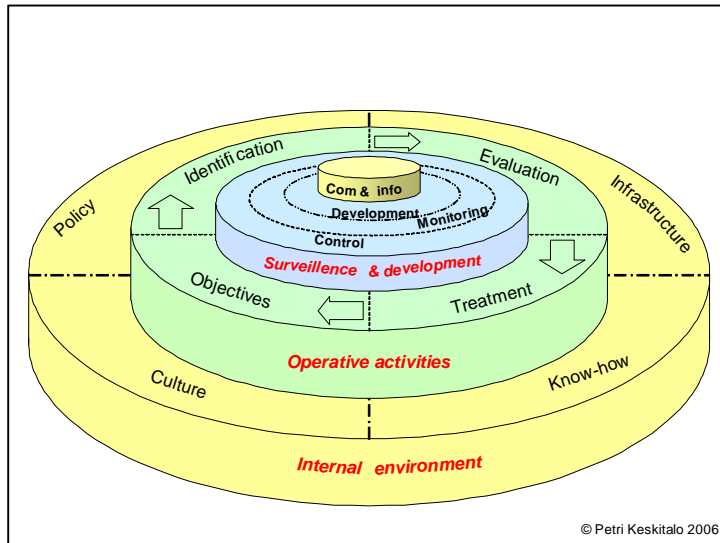 Identification
Evaluation
Policy
Infrastructure
Com & info
Development
Monitoring
Control
Surveillence & development
Objectives
Treatment
Operative activities
Culture
Know-how
Internal environment
© Petri Keskitalo 2006